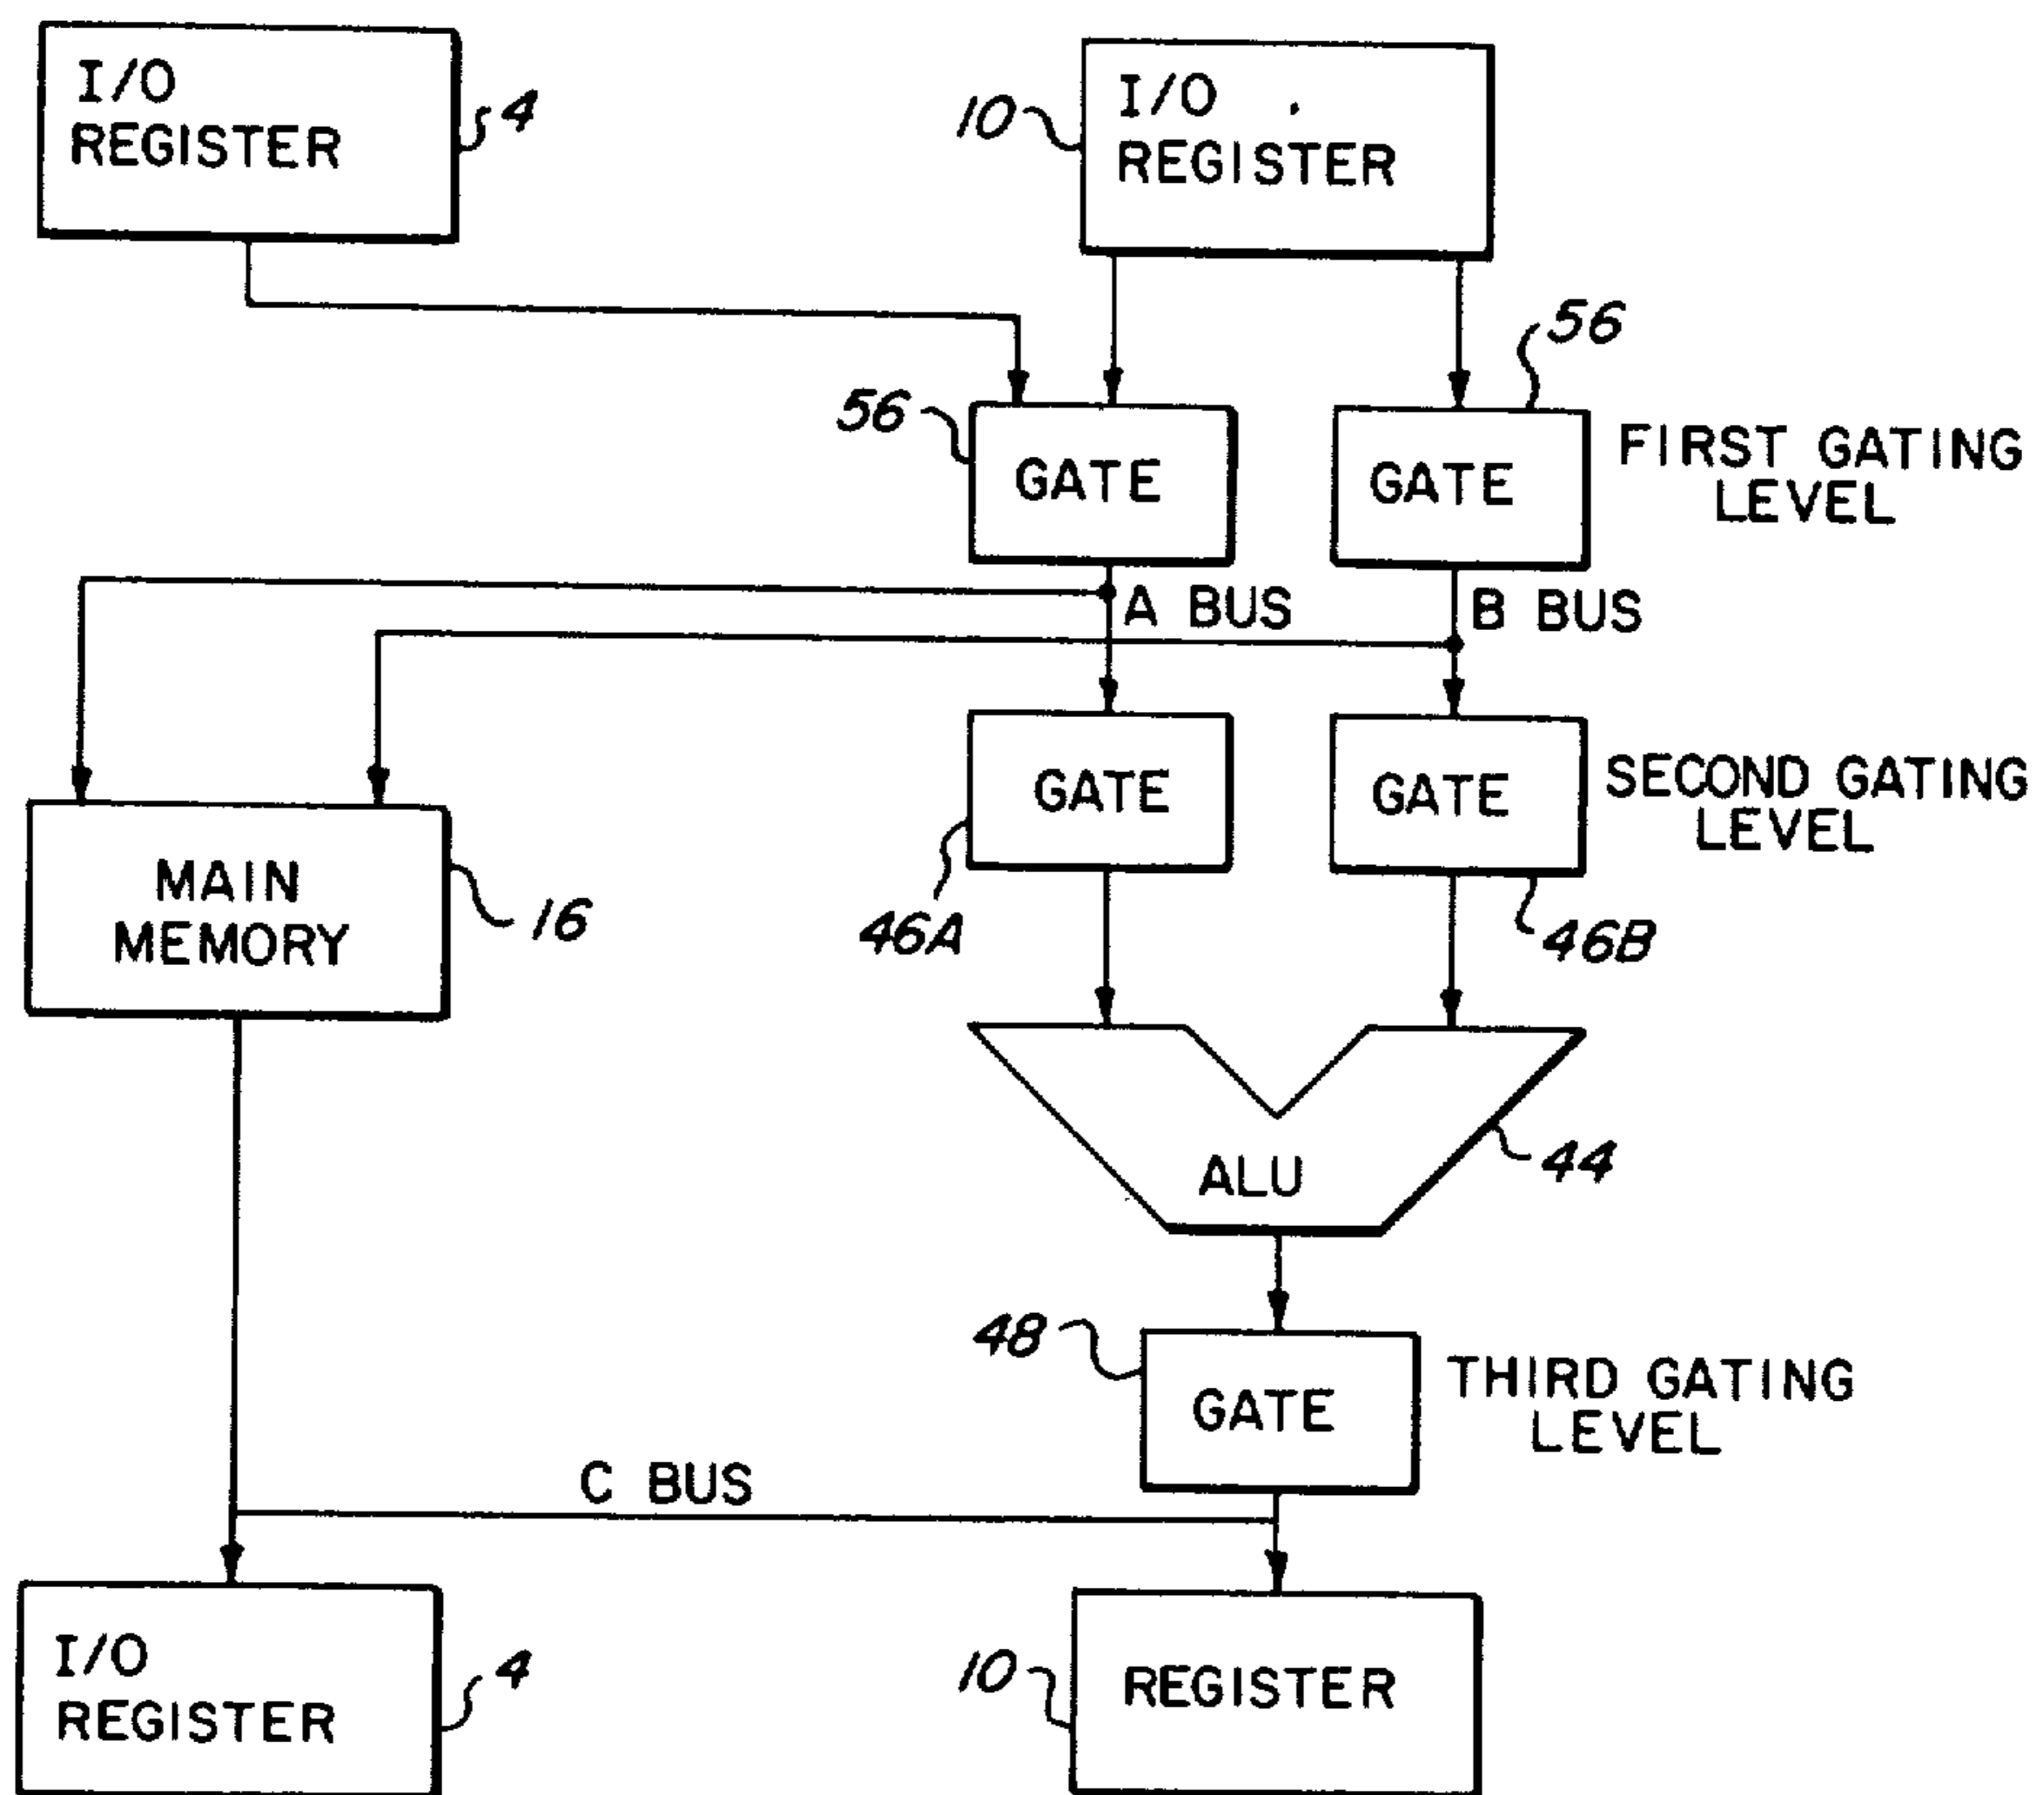 I/O
REGISTER
4
10
I/O
REGISTER
56
56
GATE
GATE
FIRST GATING
LEVEL
A BUS
B BUS
GATE
GATE
SECOND GATING
LEVEL
MAIN
MEMORY
16
46A
46B
ALU
44
48
GATE
THIRD GATING
LEVEL
C BUS
I/O
REGISTER
4
10
REGISTER